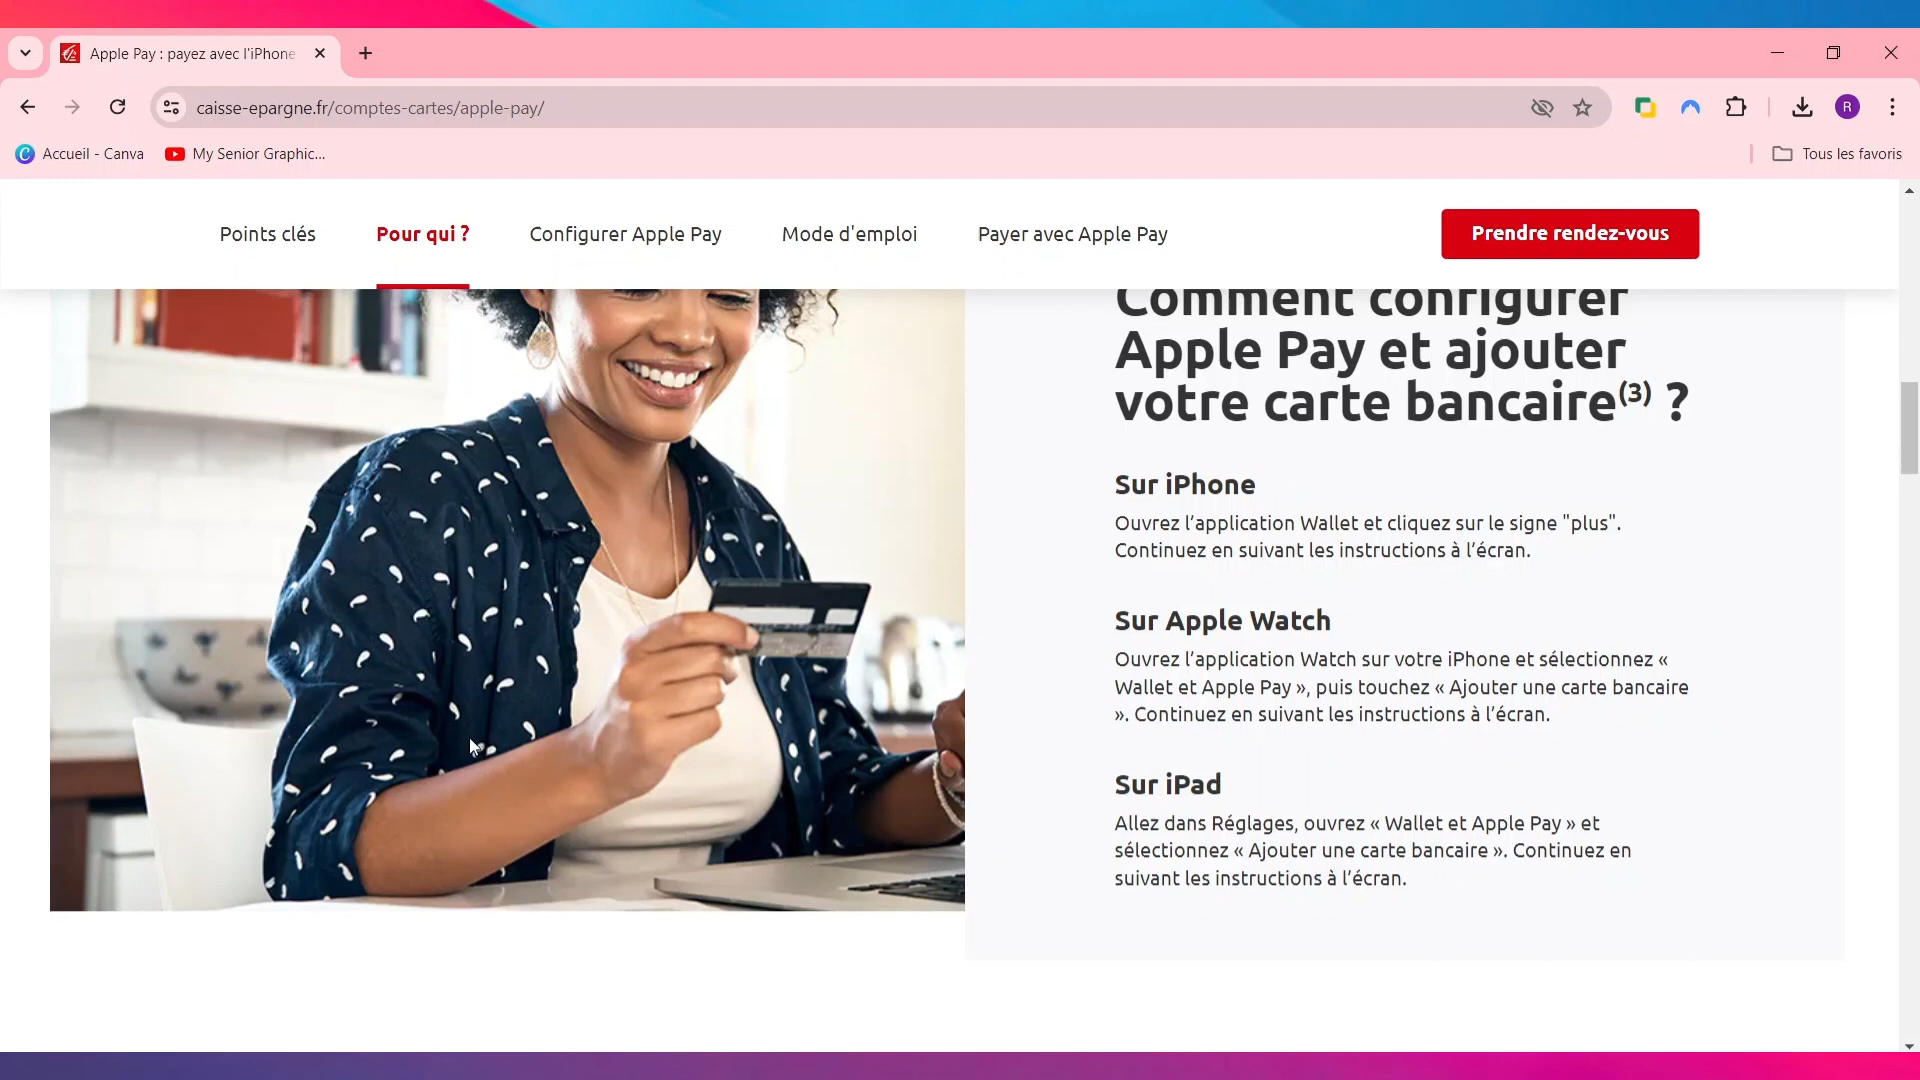 Apple Pay : payez avec l'iPhone
caisse-epargne.fr/comptes-cartes/apple-pay/
R
Accueil - Canva
My Senior Graphic...
Tous les favoris
Points clés
Pour qui ?
Configurer Apple Pay
Mode d'emploi
Payer avec Apple Pay
Prendre rendez-vous
Comment configurer
Apple Pay et ajouter
votre carte bancaire(3) ?
Sur iPhone
Ouvrez l’application Wallet et cliquez sur le signe "plus".
Continuez en suivant les instructions à l’écran.
Sur Apple Watch
Ouvrez l’application Watch sur votre iPhone et sélectionnez «
Wallet et Apple Pay », puis touchez « Ajouter une carte bancaire
». Continuez en suivant les instructions à l’écran.
Sur iPad
Allez dans Réglages, ouvrez « Wallet et Apple Pay » et
sélectionnez « Ajouter une carte bancaire ». Continuez en
suivant les instructions à l’écran.